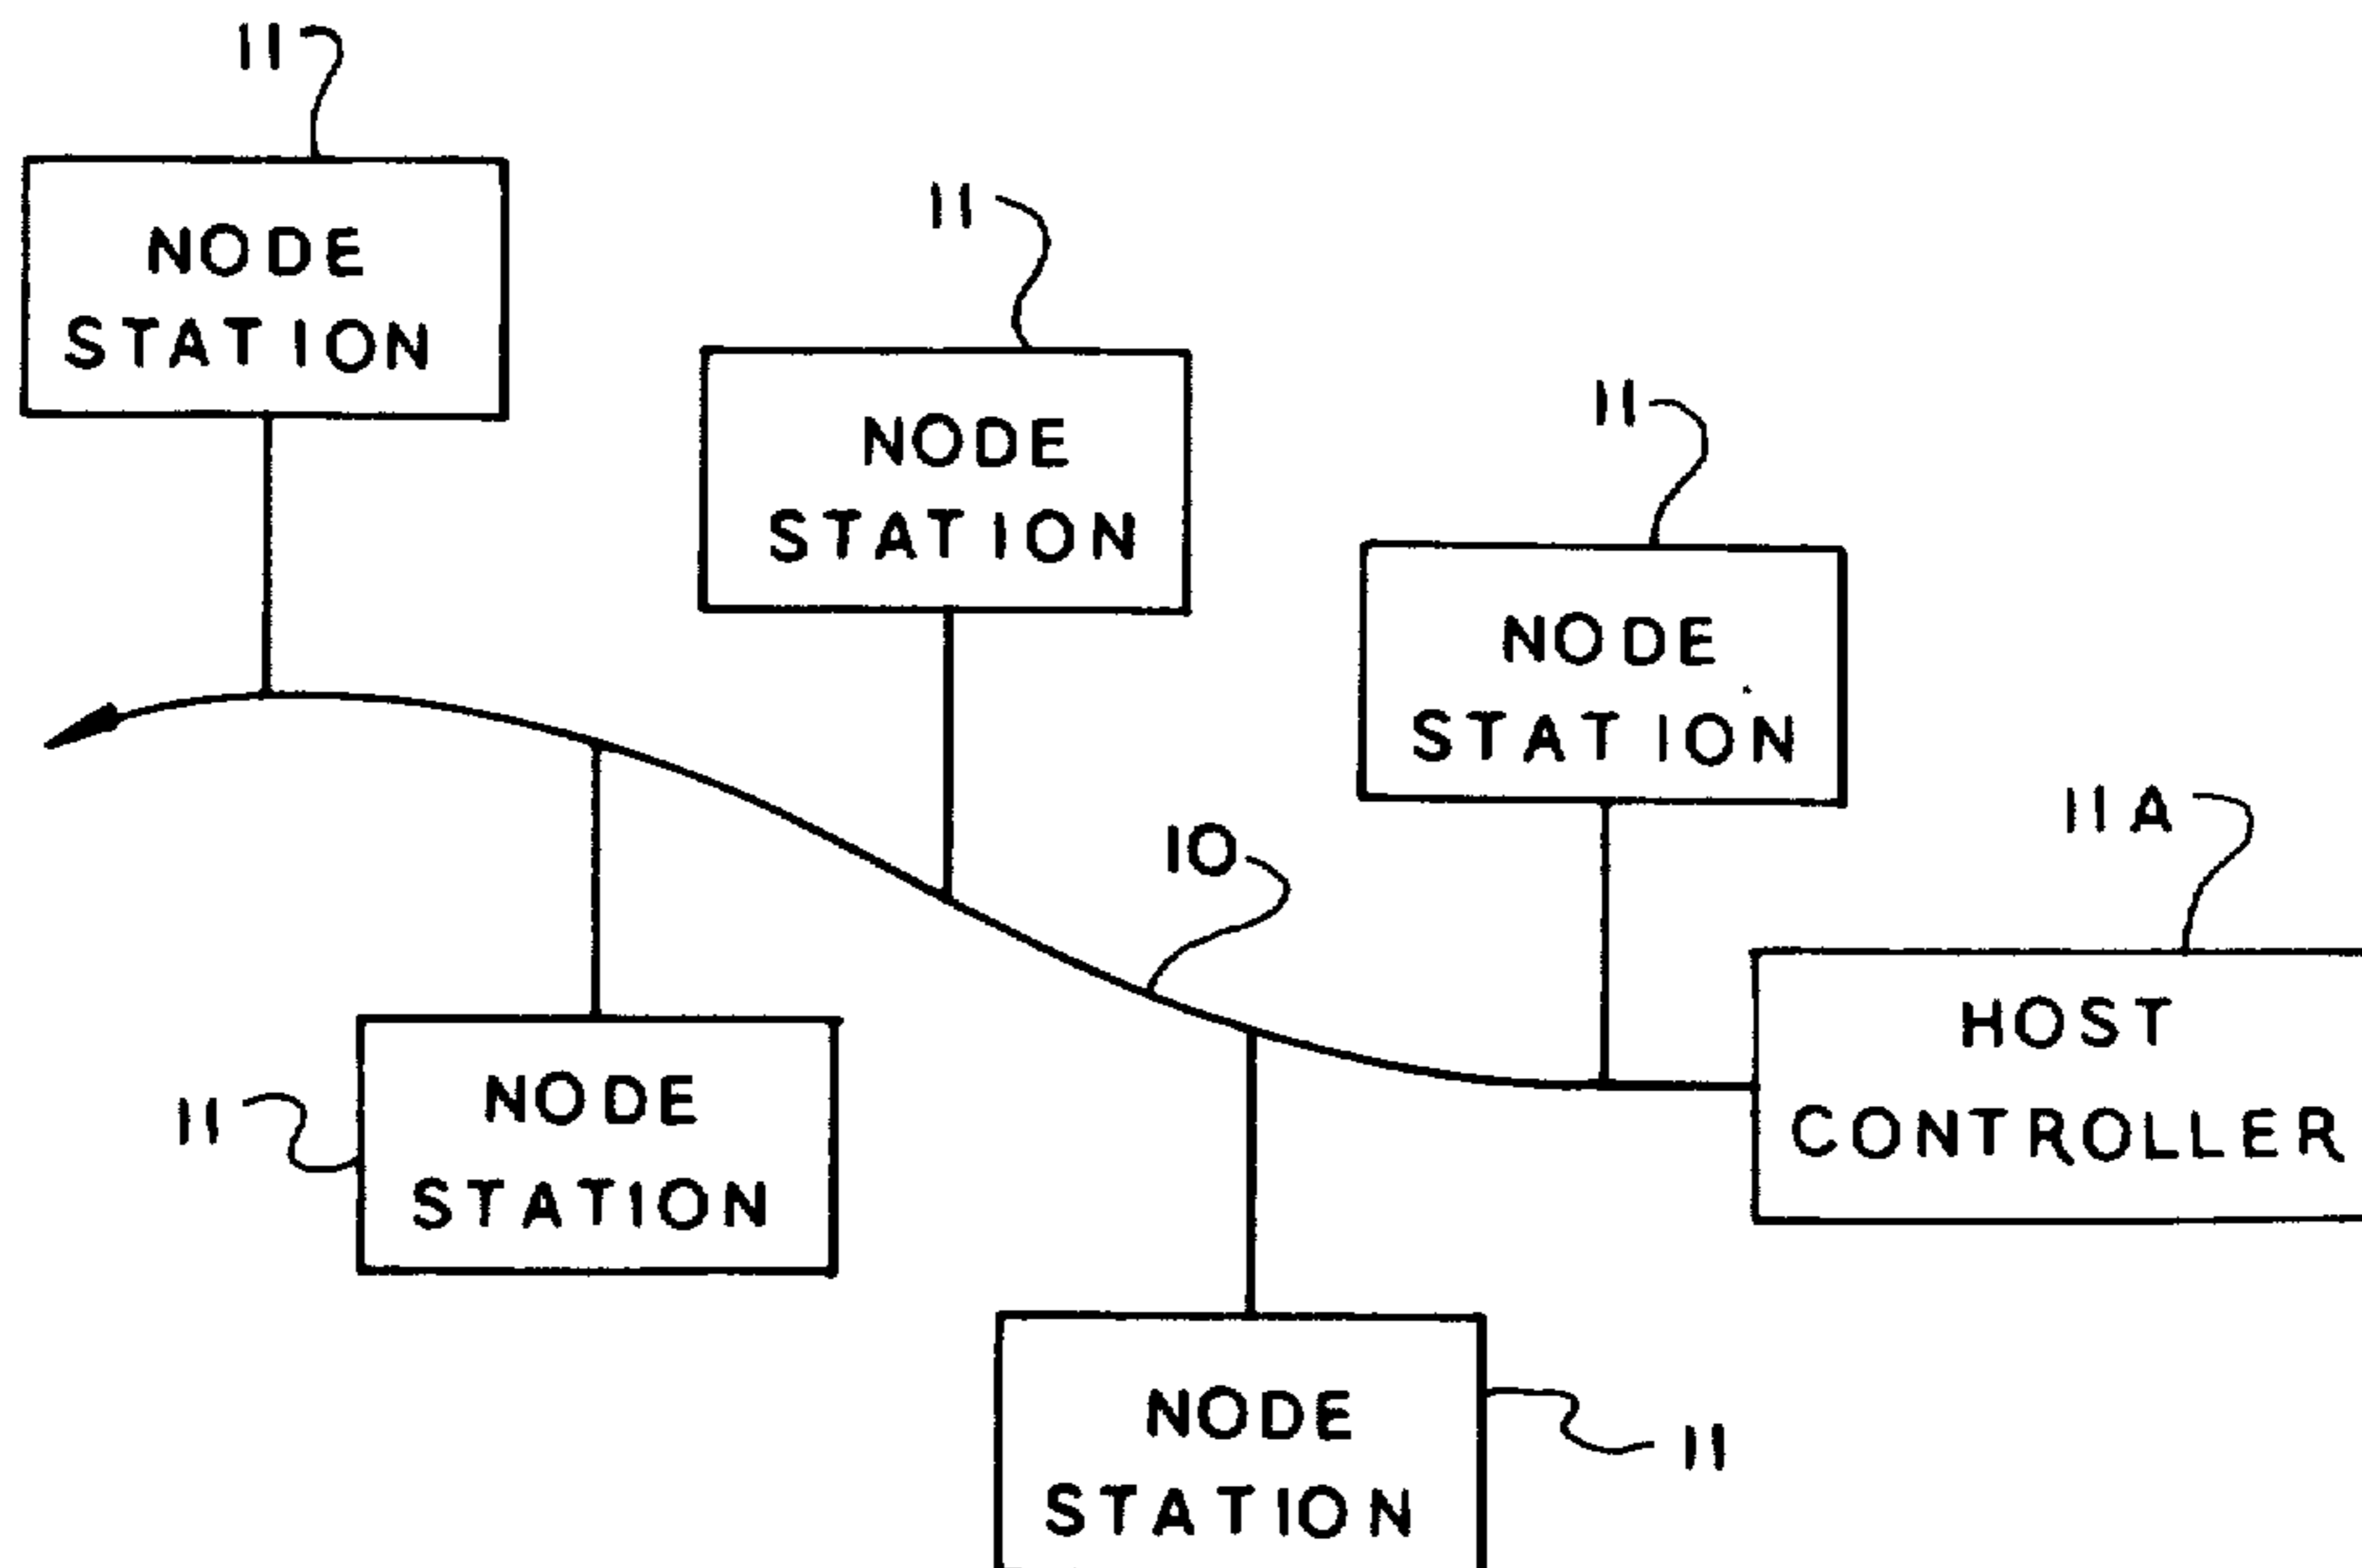 11
NODE
STATION
11
NODE
STATION
11
NODE
STATION
10
11A
HOST
CONTROLLER
11
NODE
STATION
NODE
STATION
11